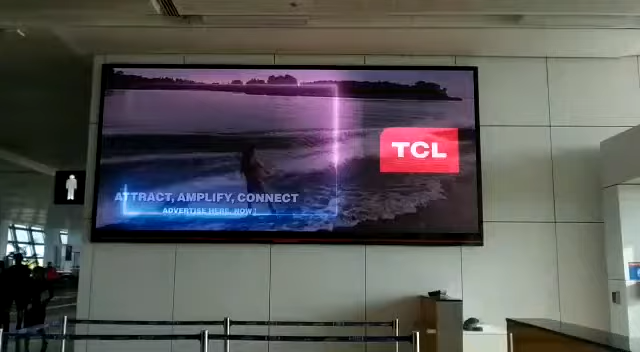 TCL
ATTRACT, AMPLIFY, CONNECT
ADVERTISE HERE, NOW!